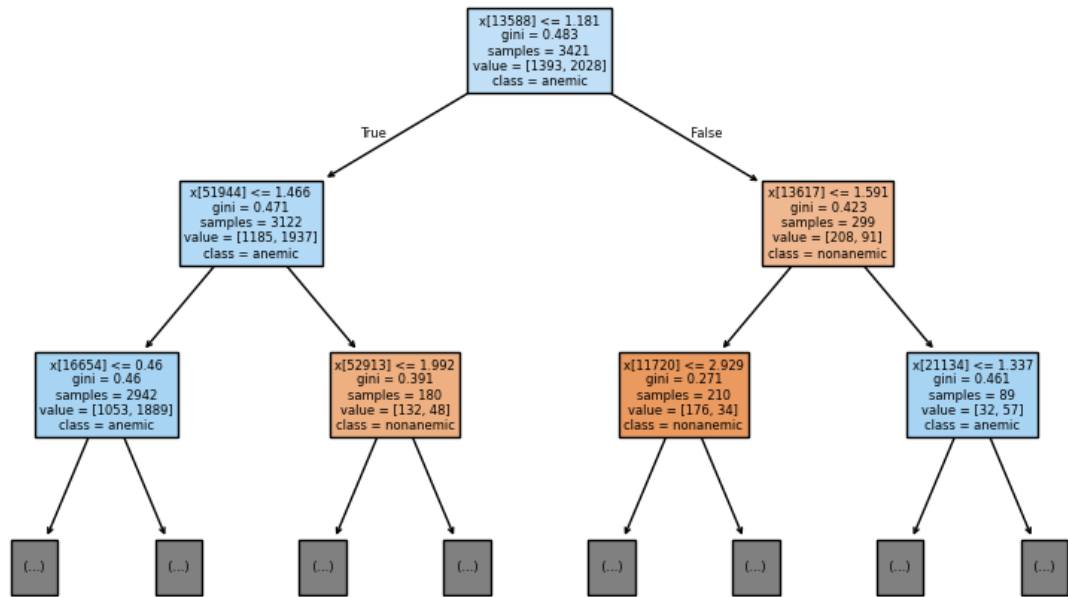 x[13588] <= 1.181
gini = 0.483
samples = 3421
value = [1393, 2028]
class = anemic
True
False
x[51944] <= 1.466
gini = 0.471
samples = 3122
value = [1185, 1937]
class = anemic
x[13617] <= 1.591
gini = 0.423
samples = 299
value = [208, 91]
class = nonanemic
x[16654] <= 0.46
gini = 0.46
samples = 2942
value = [1053, 1889]
class = anemic
x[52913] <= 1.992
gini = 0.391
samples = 180
value = [132, 48]
class = nonanemic
x[11720] <= 2.929
gini = 0.271
samples = 210
value = [176, 34]
class = nonanemic
x[21134] <= 1.337
gini = 0.461
samples = 89
value = [32, 57]
class = anemic
(...)
(...)
(...)
(...)
(...)
(...)
(...)
(...)